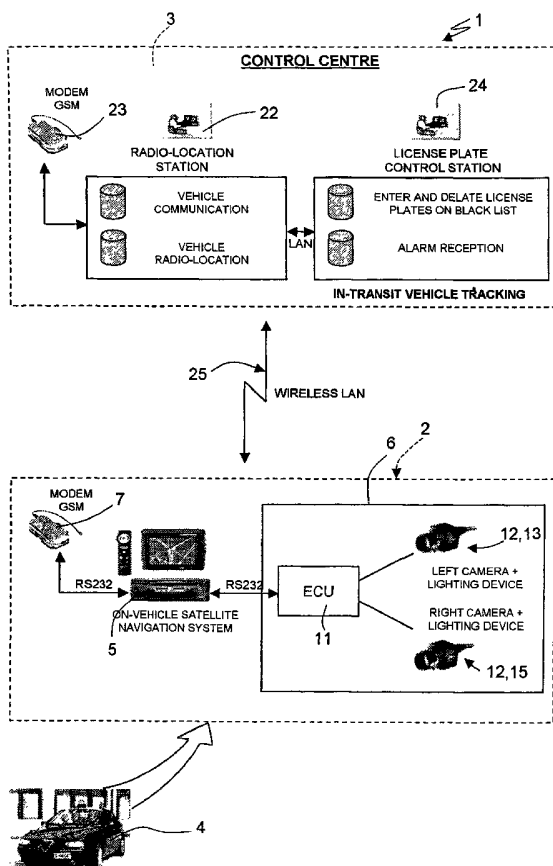 1
3
CONTROL CENTRE
MODEM
GSM
23
22
24
RADIO-LOCATION
STATION
LICENSE PLATE
CONTROL STATION
VEHICLE
COMMUNICATION
VEHICLE
RADIO-LOCATION
LAN
ENTER AND DELATE LICENSE
PLATES ON BLACK LIST
ALARM RECEPTION
IN-TRANSIT VEHICLE TRACKING
25
WIRELESS LAN
2
6
MODEM
GSM
7
RS232
ON-VEHICLE SATELLITE
NAVIGATION SYSTEM
5
RS232
ECU
11
12,13
LEFT CAMERA +
LIGHTING DEVICE
RIGHT CAMERA +
LIGHTING DEVICE
12,15
4